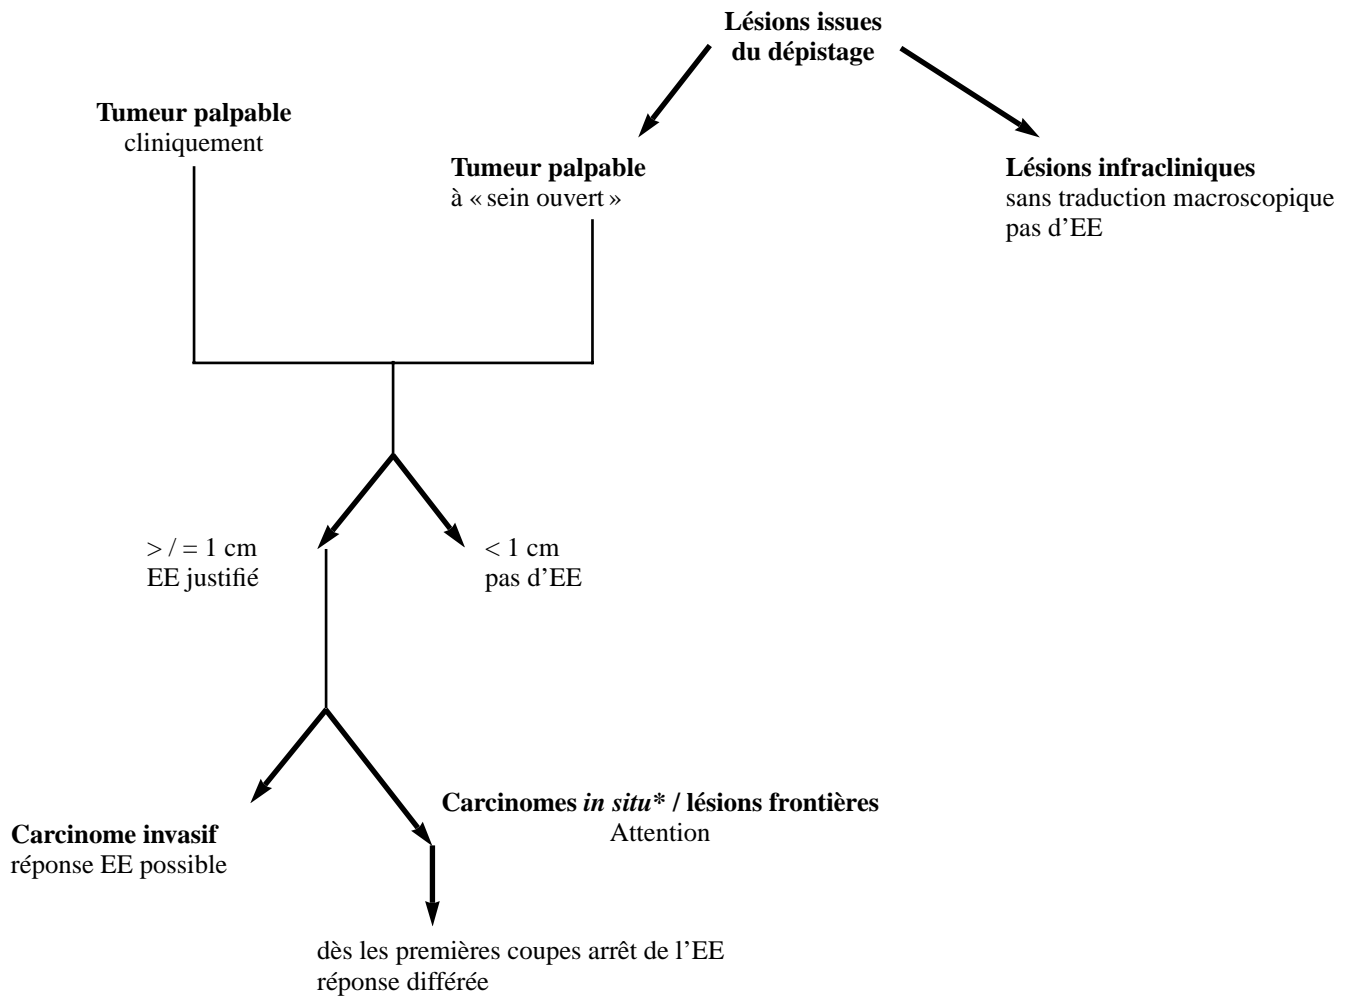 Lésions issues
du dépistage
Tumeur palpable
cliniquement
Tumeur palpable
à « sein ouvert »
Lésions infracliniques
sans traduction macroscopique
pas d’EE
> / = 1 cm
EE justifié
< 1 cm
pas d’EE
Carcinomes in situ* / lésions frontières
Attention
Carcinome invasif
réponse EE possible
dès les premières coupes arrêt de l’EE
réponse différée